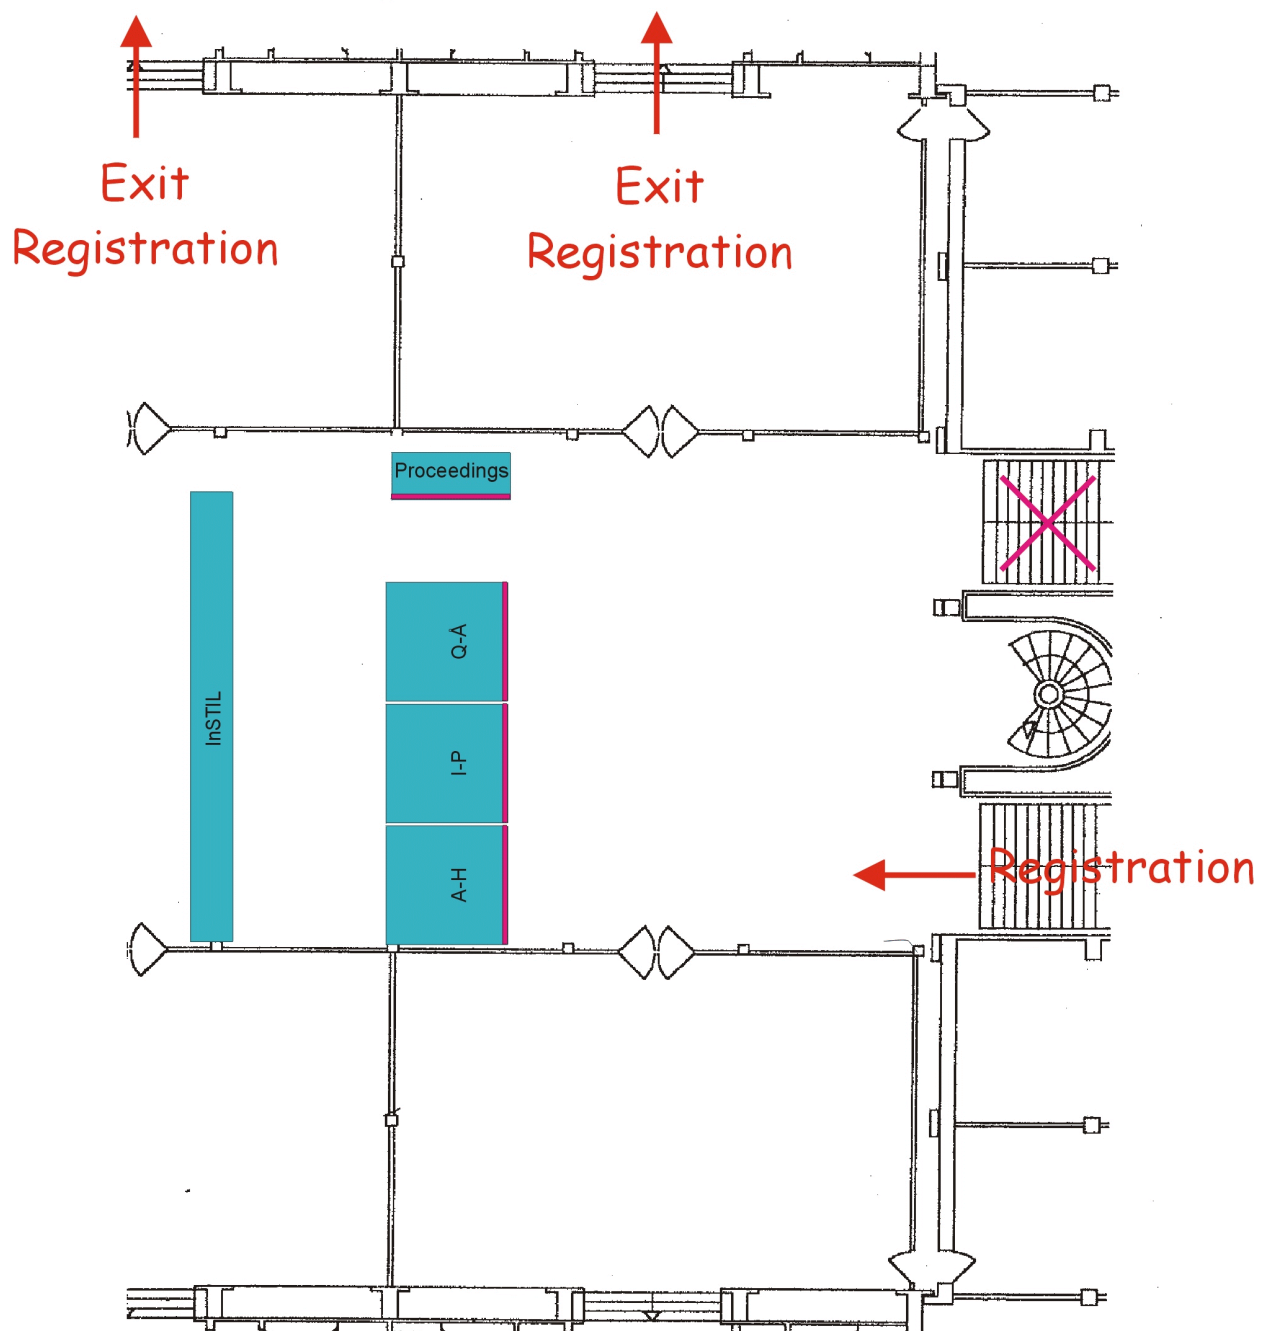 Exit
Registration
Exit
Registration
Proceedings
Q-A
InSTIL
I-P
A-H
Registration